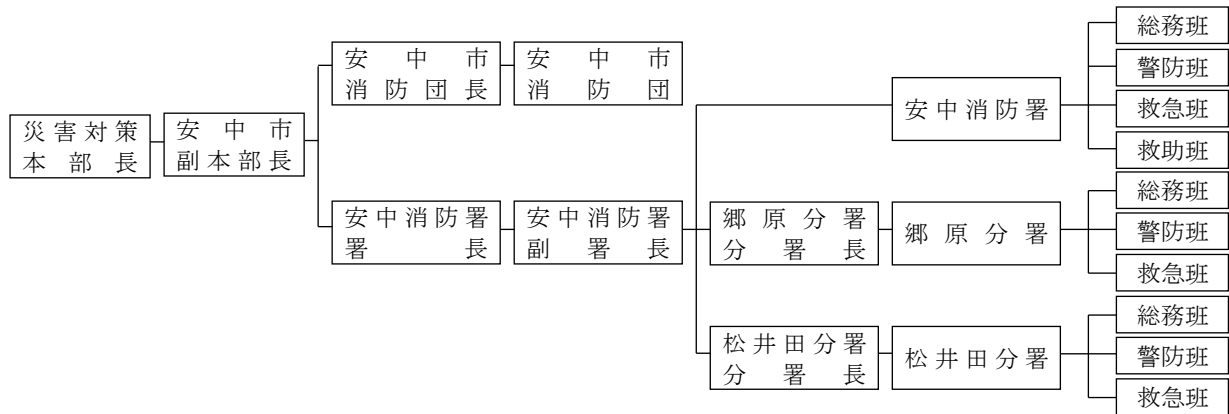 災害対策
本部長
安中市
副本部長
安中市
消防団長
安中市
消防団
安中消防署
署長
安中消防署
副署長
安中消防署
総務班
警防班
救急班
救助班
郷原分署
分署長
郷原分署
総務班
警防班
救急班
松井田分署
分署長
松井田分署
総務班
警防班
救急班